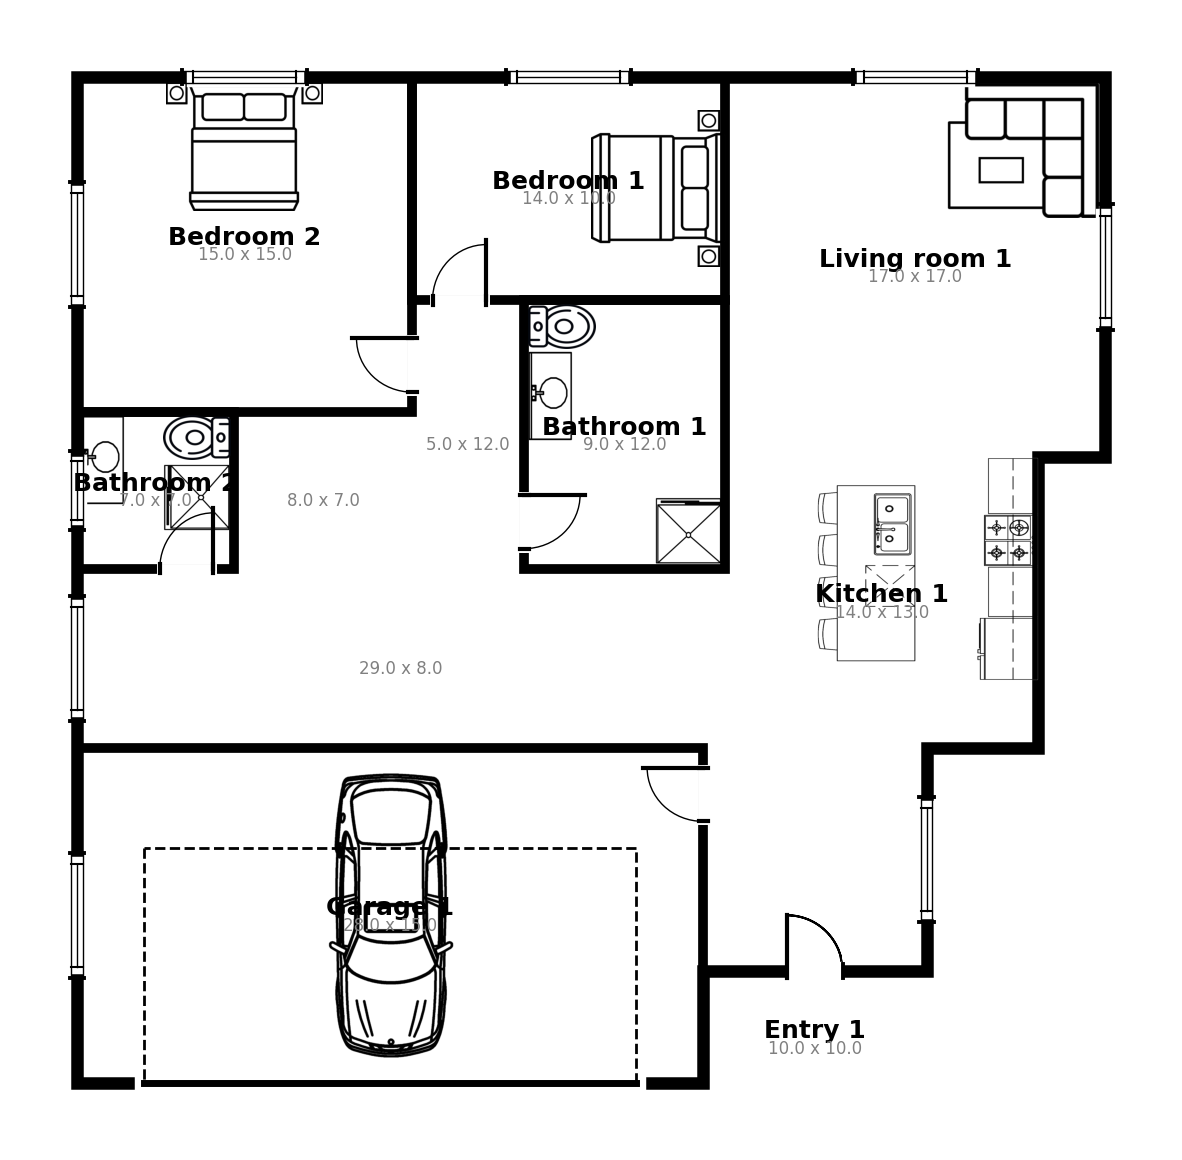 Bedroom 1
14.0 x 10.0
Bedroom 2
15.0 x 15.0
Living room 1
17.0 x 17.0
Bathroom 1
5.0 x 12.0
9.0 x 12.0
Bathroom 2
7.0 x 7.0
8.0 x 7.0
Kitchen 1
14.0 x 13.0
29.0 x 8.0
Garage 1
28.0 x 15.0
Entry 1
10.0 x 10.0